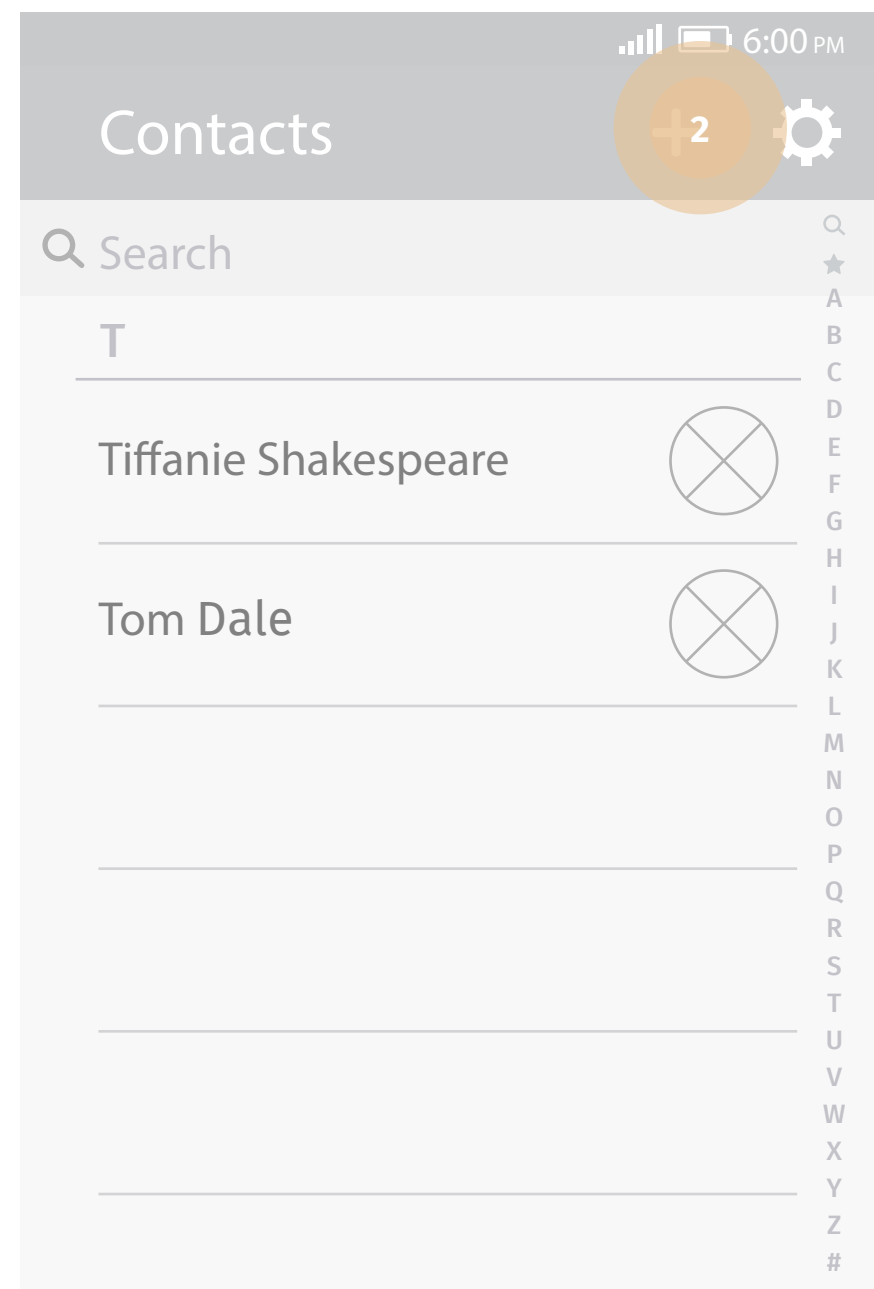 6:00 PM
Contacts
2
Search
T
Tiffanie Shakespeare
Tom Dale
A
B
C
D
E
F
G
H
I
J
K
L
M
N
O
P
Q
R
S
T
U
V
W
X
Y
Z
#